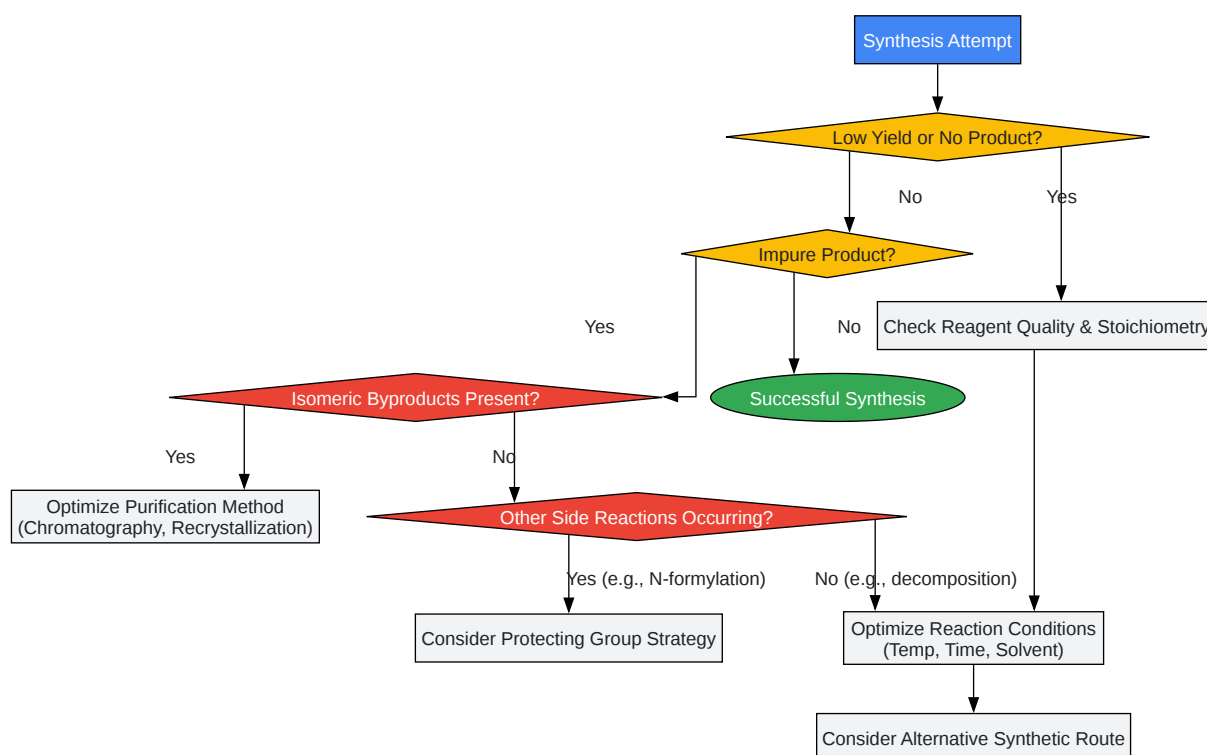 Synthesis Attempt
Low Yield or No Product?
No
Yes
Impure Product?
Yes
No
Check Reagent Quality & Stoichiometry
Isomeric Byproducts Present?
Successful Synthesis
Yes
No
Optimize Purification Method
(Chromatography, Recrystallization)
Other Side Reactions Occurring?
Yes (e.g., N-formylation)
No (e.g., decomposition)
Consider Protecting Group Strategy
Optimize Reaction Conditions
(Temp, Time, Solvent)
Consider Alternative Synthetic Route